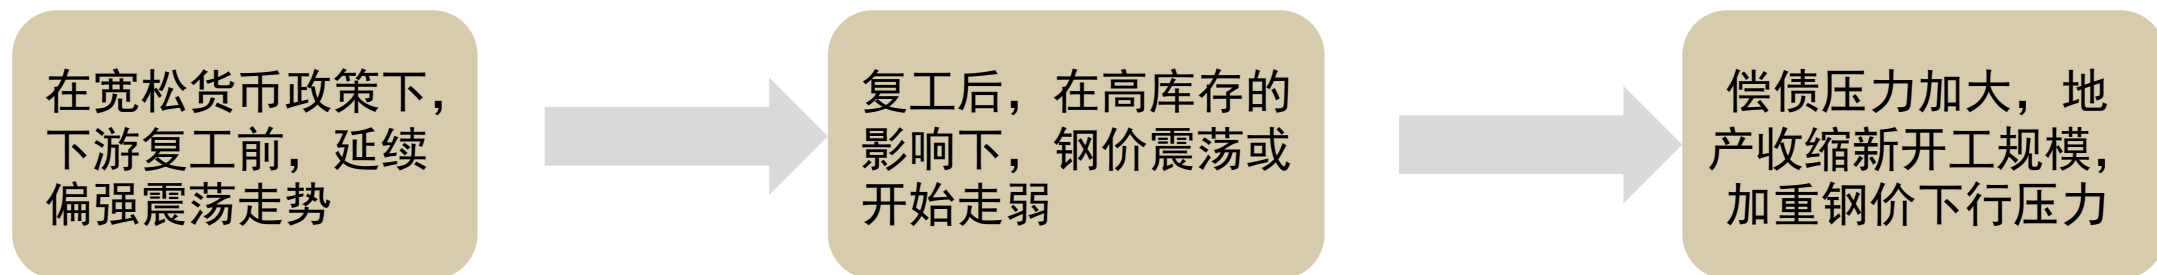 在宽松货币政策下，
下游复工前，延续
偏强震荡走势
复工后，在高库存的
影响下，钢价震荡或
开始走弱
偿债压力加大，地
产收缩新开工规模，
加重钢价下行压力